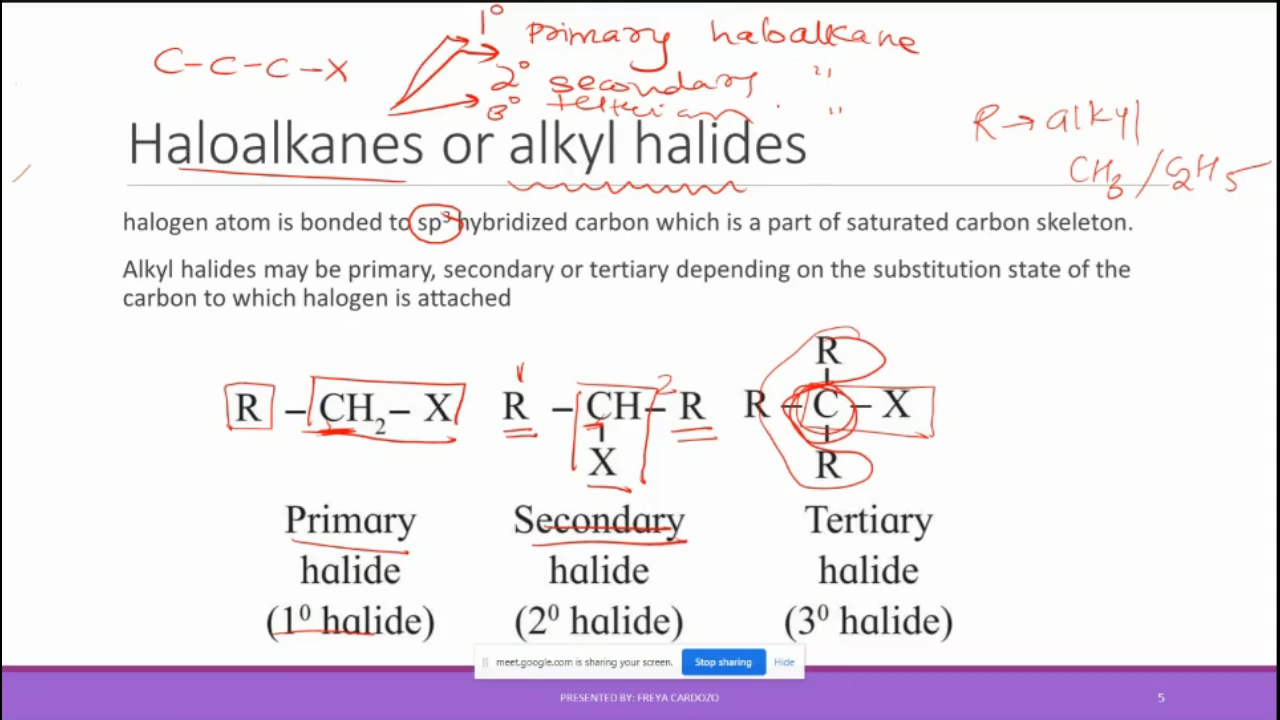 1° primary haloalkane
C-C-C-X
2° secondary "
3° "
Haloalkanes or alkyl halides
R → alkyl
CH3 / C2H5
halogen atom is bonded to sp³ hybridized carbon which is a part of saturated carbon skeleton.
Alkyl halides may be primary, secondary or tertiary depending on the substitution state of the
carbon to which halogen is attached
R
1 2
R – CH2 – X R – CH – R R – C – X
X R
Primary Secondary Tertiary
halide halide halide
(1⁰ halide) (2⁰ halide) (3⁰ halide)
meet.google.com is sharing your screen. Stop sharing Hide
PRESENTED BY: FREYA CARDOZO 5